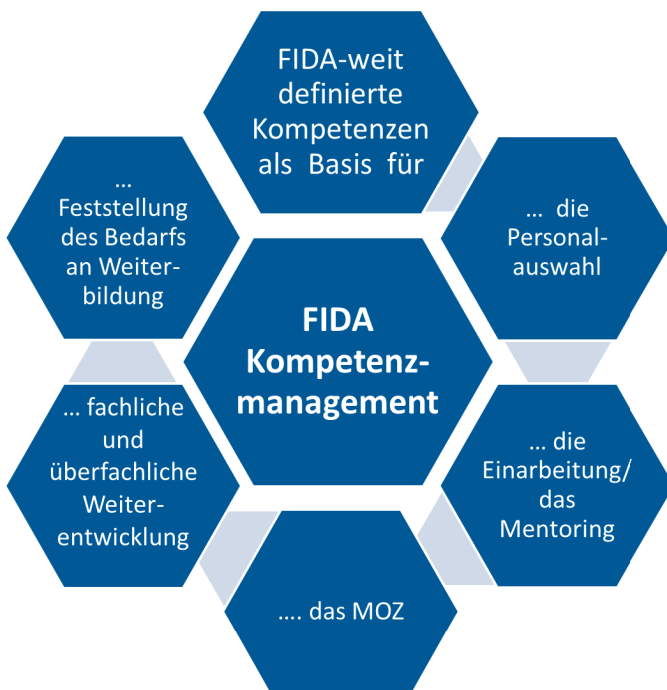 FIDA-weit
definierte
Kompetenzen
als Basis für
... die
Personal-
auswahl
... die
Einarbeitung/
das
Mentoring
.... das MOZ
... fachliche
und
überfachliche
Weiter-
entwicklung
...
Feststellung
des Bedarfs
an Weiter-
bildung
FIDA
Kompetenz-
management